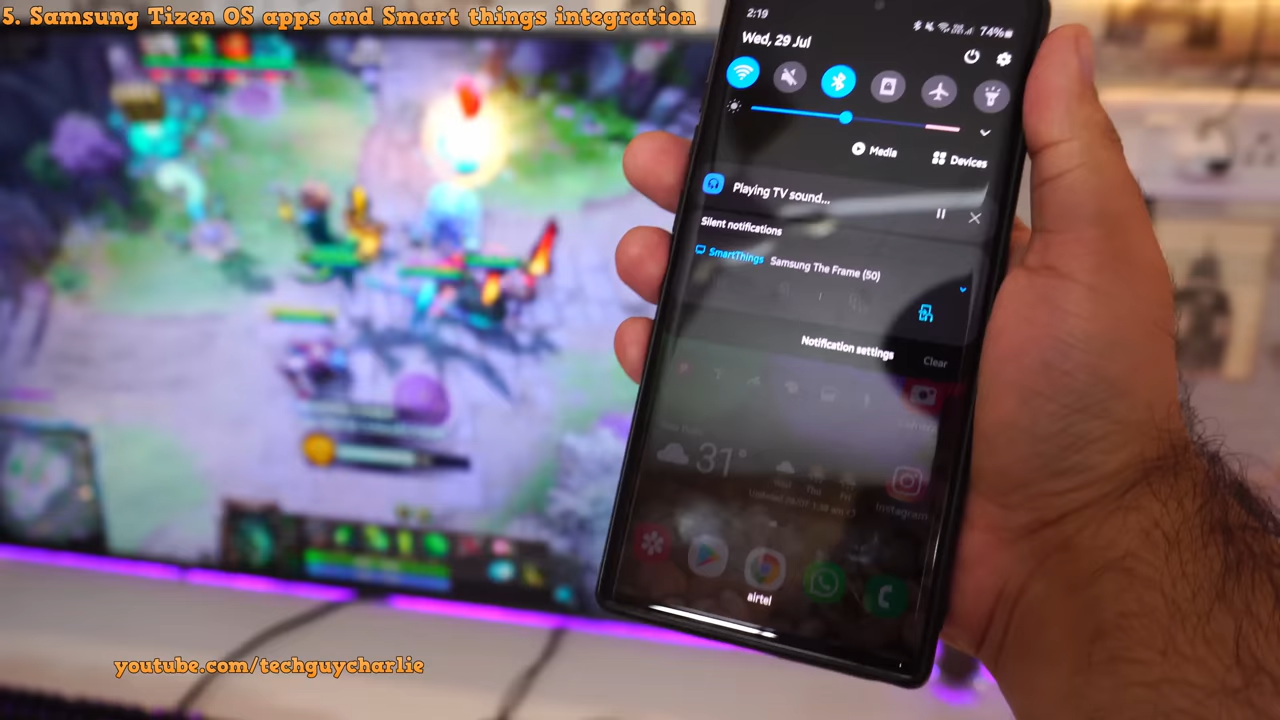 5. Samsung Tizen OS apps and Smart things integration
2:19
74%
Wed, 29 Jul
Media
Devices
Playing TV sound...
Silent notifications
SmartThings Samsung The Frame (50)
Notification settings
Clear
31°
Instagram
airtel
youtube.com/techguycharlie